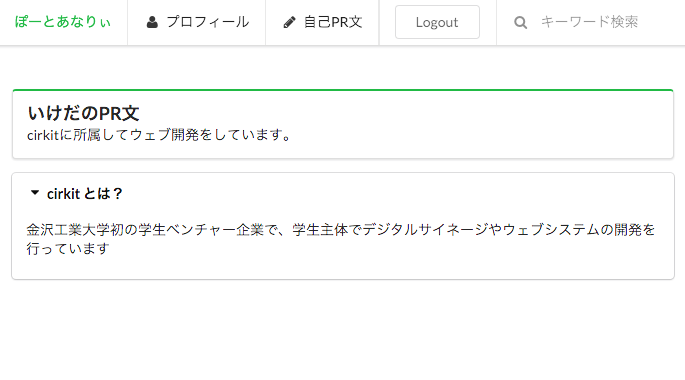 ぽーとあなりぃ プロフィール 自己PR文 Logout キーワード検索
いけだのPR文
cirkitに所属してウェブ開発をしています。
cirkit とは？
金沢工業大学初の学生ベンチャー企業で、学生主体でデジタルサイネージやウェブシステムの開発を
行っています